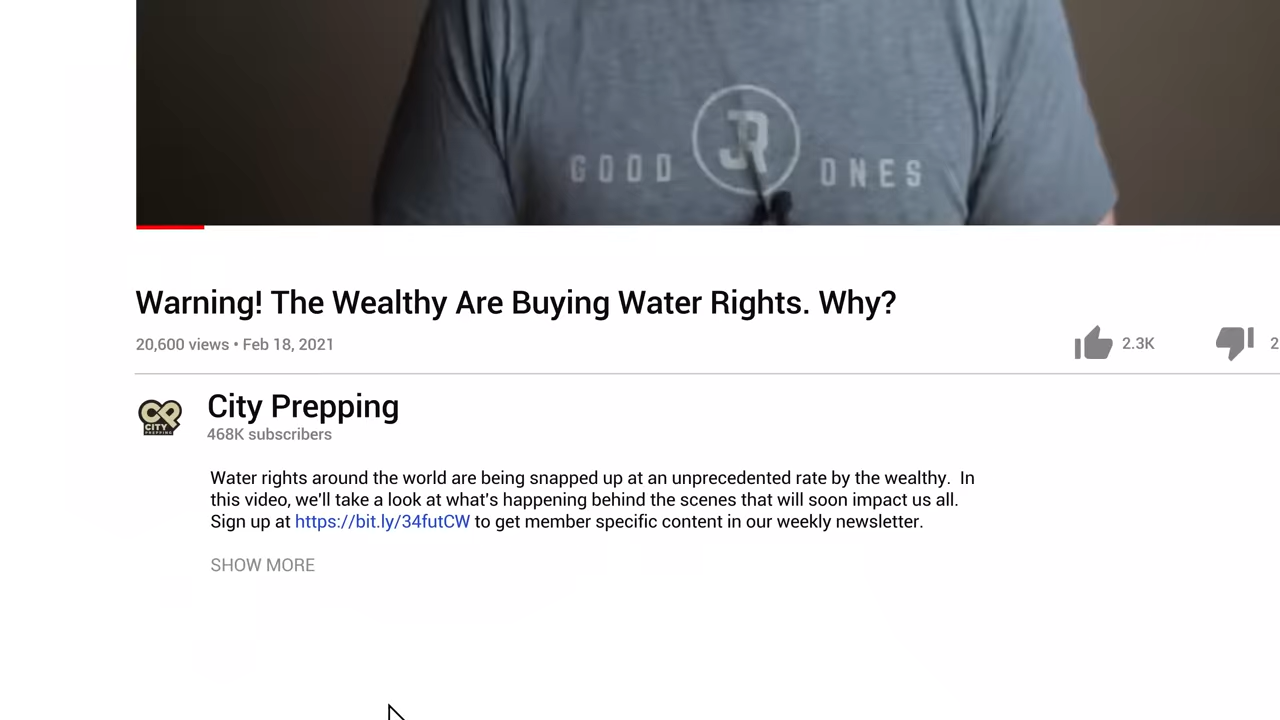 GOOD JR ONES
Warning! The Wealthy Are Buying Water Rights. Why?
20,600 views • Feb 18, 2021
2.3K
2
City Prepping
CP
CITY
PREPPING
468K subscribers
Water rights around the world are being snapped up at an unprecedented rate by the wealthy.  In
this video, we'll take a look at what's happening behind the scenes that will soon impact us all.
Sign up at https://bit.ly/34futCW to get member specific content in our weekly newsletter.
SHOW MORE